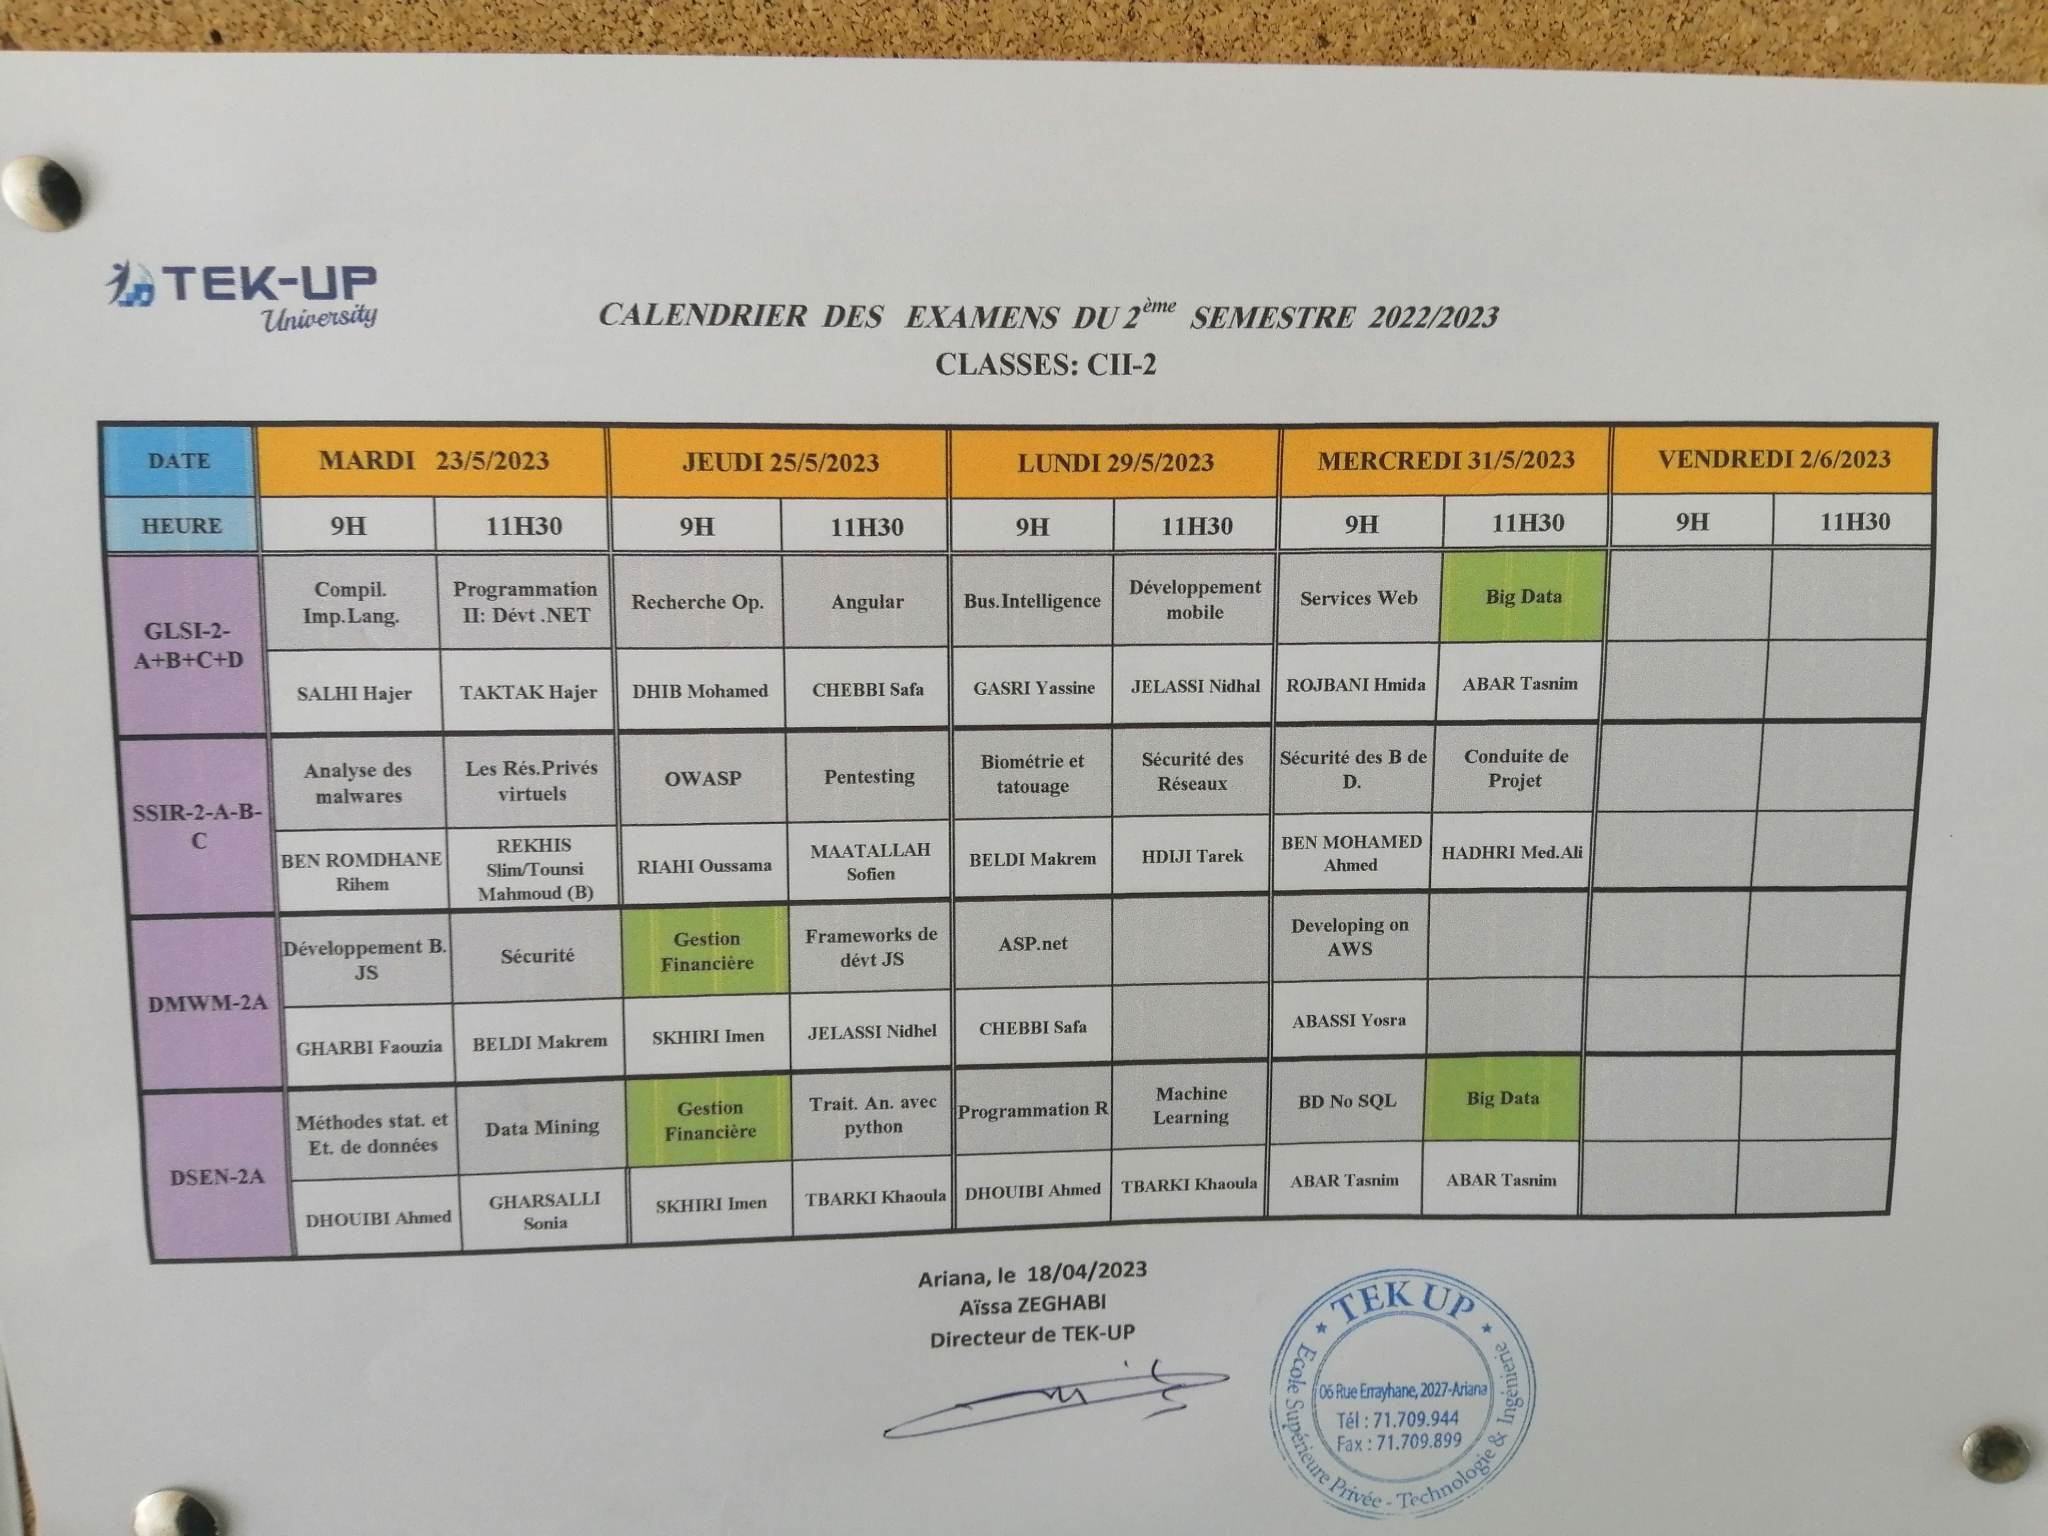 TEK-UP
University
CALENDRIER DES EXAMENS DU 2ème SEMESTRE 2022/2023
CLASSES: CII-2
DATE MARDI 23/5/2023 JEUDI 25/5/2023 LUNDI 29/5/2023 MERCREDI 31/5/2023 VENDREDI 2/6/2023
HEURE 9H 11H30 9H 11H30 9H 11H30 9H 11H30 9H 11H30
GLSI-2-
A+B+C+D
Compil.
Imp.Lang.
Programmation
II: Dévt .NET
Recherche Op.
Angular
Bus.Intelligence
Développement
mobile
Services Web
Big Data
SALHI Hajer
TAKTAK Hajer
DHIB Mohamed
CHEBBI Safa
GASRI Yassine
JELASSI Nidhal
ROJBANI Hmida
ABAR Tasnim
SSIR-2-A-B-
C
Analyse des
malwares
Les Rés.Privés
virtuels
OWASP
Pentesting
Biométrie et
tatouage
Sécurité des
Réseaux
Sécurité des B de
D.
Conduite de
Projet
BEN ROMDHANE
Rihem
REKHIS
Slim/Tounsi
Mahmoud (B)
RIAHI Oussama
MAATALLAH
Sofien
BELDI Makrem
HDIJI Tarek
BEN MOHAMED
Ahmed
HADHRI Med.Ali
DMWM-2A
Développement B.
JS
Sécurité
Gestion
Financière
Frameworks de
dévt JS
ASP.net
Developing on
AWS
GHARBI Faouzia
BELDI Makrem
SKHIRI Imen
JELASSI Nidhel
CHEBBI Safa
ABASSI Yosra
DSEN-2A
Méthodes stat. et
Et. de données
Data Mining
Gestion
Financière
Trait. An. avec
python
Programmation R
Machine
Learning
BD No SQL
Big Data
DHOUIBI Ahmed
GHARSALLI
Sonia
SKHIRI Imen
TBARKI Khaoula
DHOUIBI Ahmed
TBARKI Khaoula
ABAR Tasnim
ABAR Tasnim
Ariana, le 18/04/2023
Aïssa ZEGHABI
Directeur de TEK-UP
TEK UP
06 Rue Errayhane, 2027-Ariana
Tél : 71.709.944
Fax : 71.709.899
Ecole Supérieure Privée - Technologie & Ingénierie